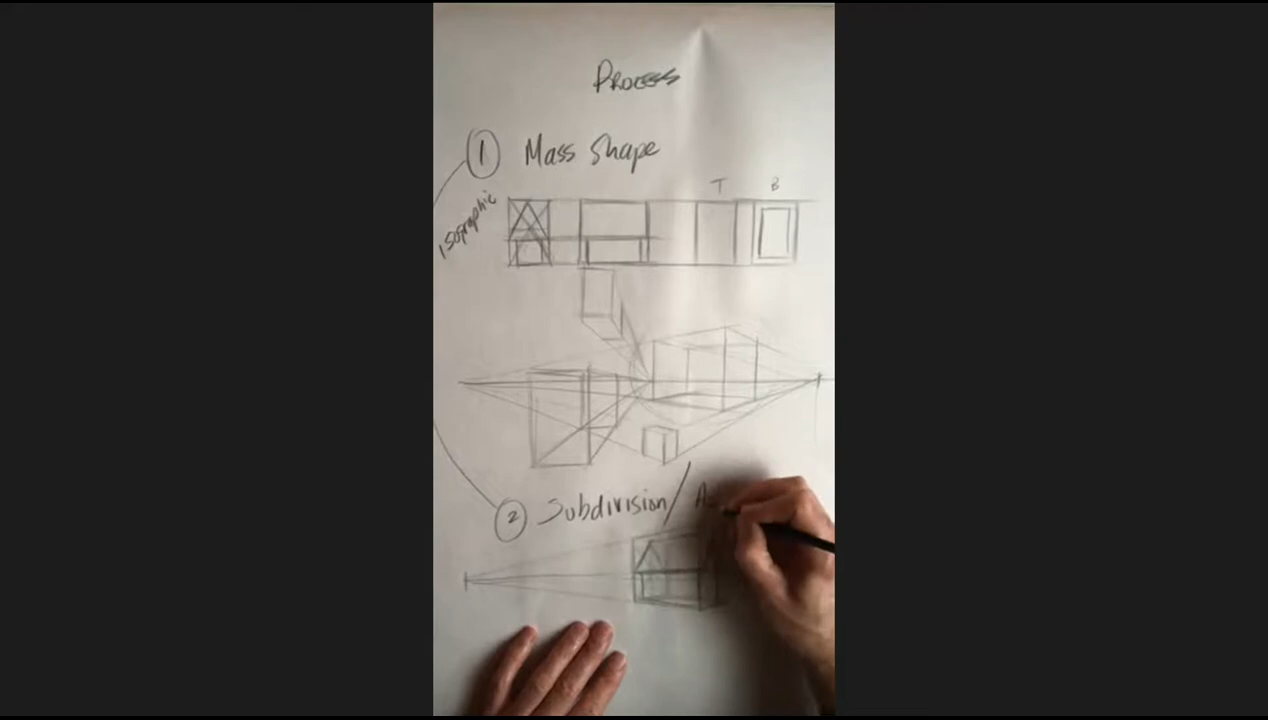 Process
1 Mass Shape
Isographic
T B
2 Subdivision/ A